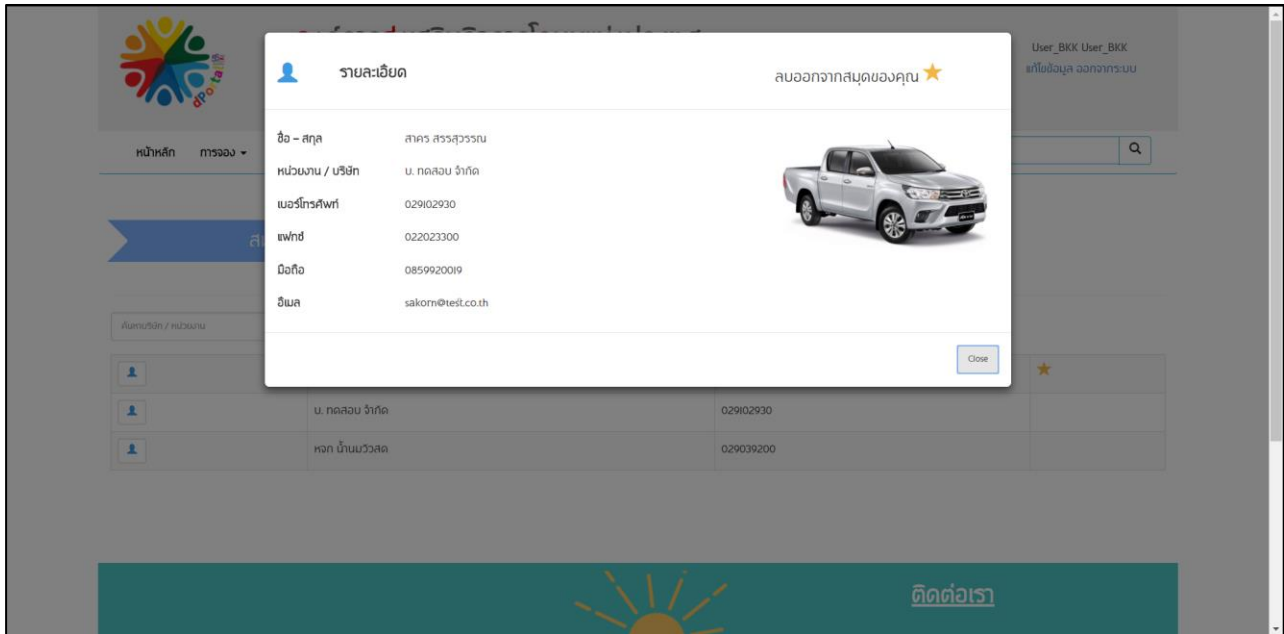 User_BKK User_BKK
แก้ไขข้อมูล ออกจากระบบ
dPortal
รายละเอียด
ลบออกจากสมุดของคุณ
หน้าหลัก การจอง
ชื่อ – สกุล สาคร สรรสุวรรณ
หน่วยงาน / บริษัท น. ทดสอบ จำกัด
เบอร์โทรศัพท์ 029102930
แฟกซ์ 022023300
มือถือ 0859920019
อีเมล sakorn@test.co.th
ค้นหาบริษัท / หน่วยงาน
Close
น. ทดสอบ จำกัด 029102930
หจก น้ำนมวัวสด 029039200
ติดต่อเรา